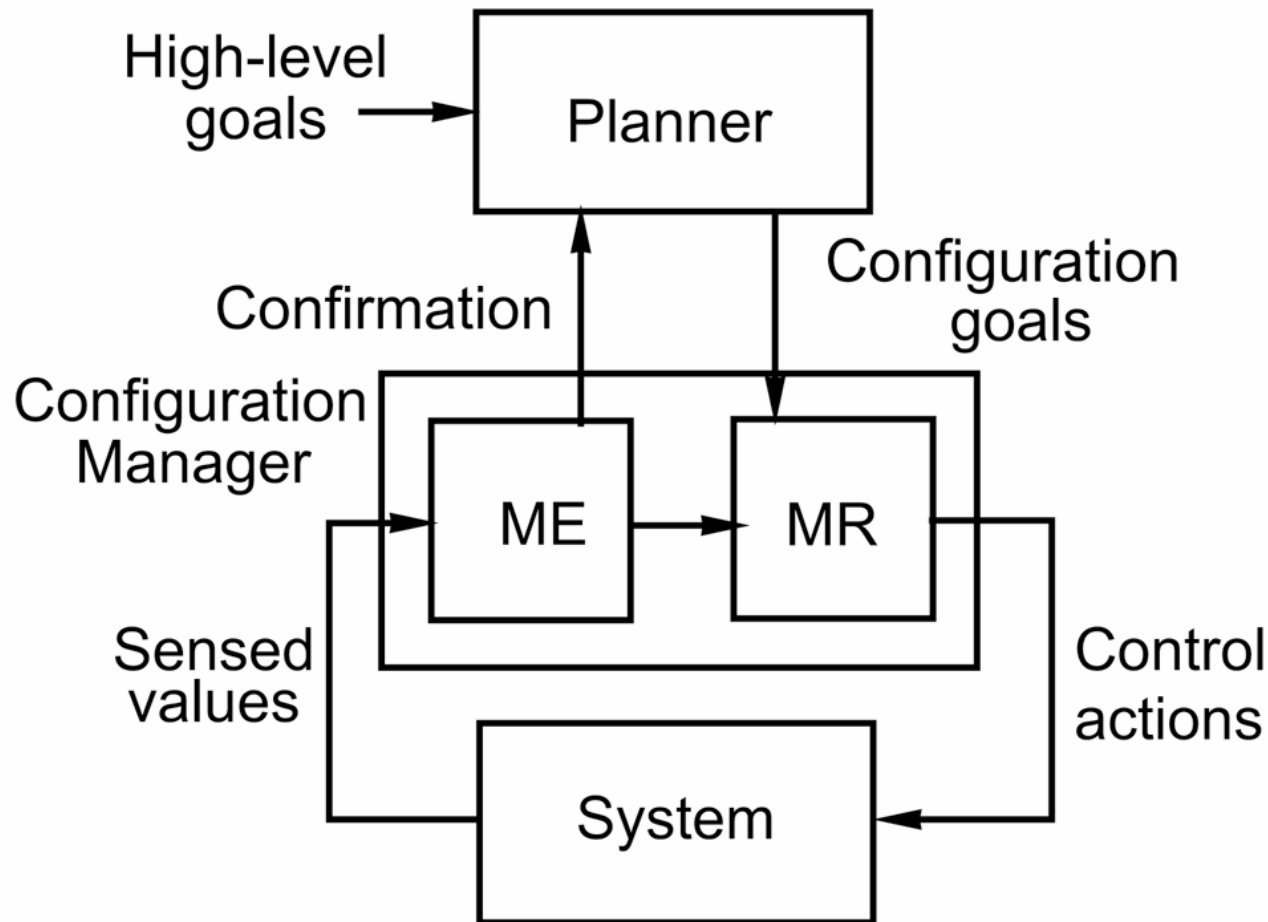 High-level
goals
Planner
Confirmation
Configuration
goals
Configuration
Manager
ME
MR
Sensed
values
Control
actions
System